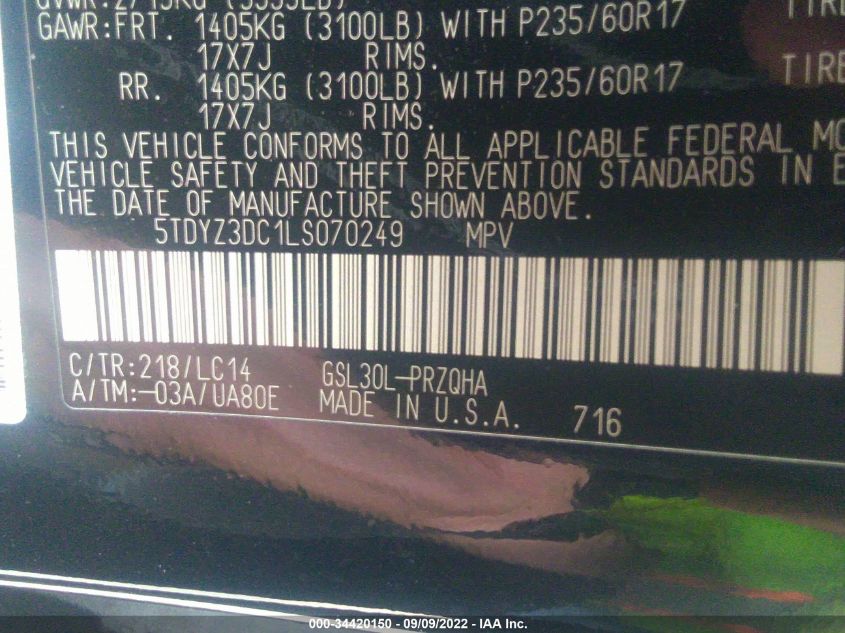 GAWR:FRT. 1405KG (3100LB) WITH P235/60R17 TIRE
17X7J RIMS.
RR. 1405KG (3100LB) WITH P235/60R17 TIRE
17X7J RIMS.
THIS VEHICLE CONFORMS TO ALL APPLICABLE FEDERAL MO
VEHICLE SAFETY AND THEFT PREVENTION STANDARDS IN E
THE DATE OF MANUFACTURE SHOWN ABOVE.
5TDYZ3DC1LS070249 MPV
C/TR:218/LC14 GSL30L-PRZQHA
A/TM:-03A/UA80E MADE IN U.S.A. 716
000-34420150 - 09/09/2022 - IAA Inc.